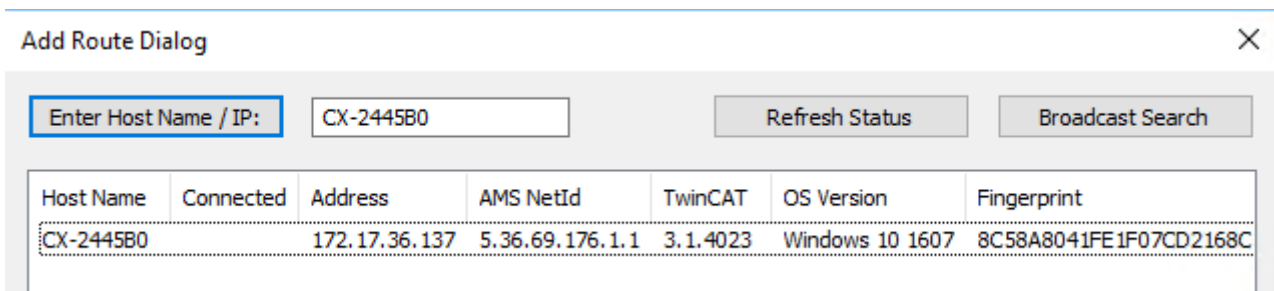 Add Route Dialog
Enter Host Name / IP: CX-2445B0 Refresh Status Broadcast Search
Host Name Connected Address AMS NetId TwinCAT OS Version Fingerprint
CX-2445B0 172.17.36.137 5.36.69.176.1.1 3.1.4023 Windows 10 1607 8C58A8041FE1F07CD2168C